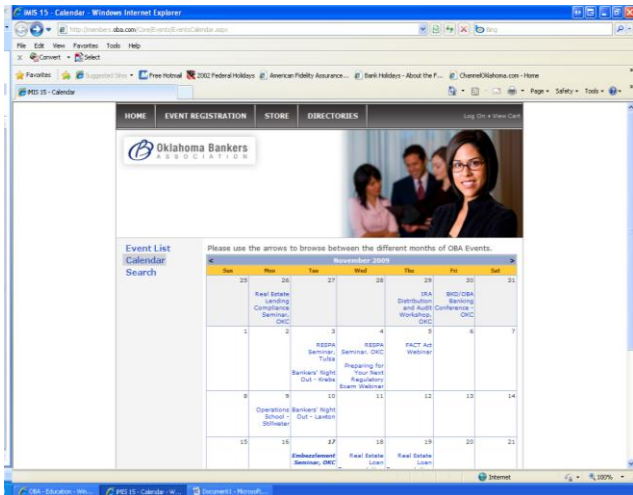 iMIS 15 - Calendar - Windows Internet Explorer
http://members.oba.com/Core/Events/EventsCalendar.aspx
Bing
File Edit View Favorites Tools Help
x Convert Select
Favorites Suggested Sites Free Hotmail 2002 Federal Holidays American Fidelity Assurance... Bank Holidays - About the F... ChannelOklahoma.com - Home
iMIS 15 - Calendar
Page Safety Tools
HOME EVENT REGISTRATION STORE DIRECTORIES Log On • View Cart
Oklahoma Bankers
ASSOCIATION
Event List
Calendar
Search
Please use the arrows to browse between the different months of OBA Events.
< November 2009 >
Sun Mon Tue Wed Thu Fri Sat
25 26 27 28 29 30 31
Real Estate Lending Compliance Seminar, OKC
IRA Distribution and Audit Workshop, OKC
BKD/OBA Banking Conference - OKC
1 2 3 4 5 6 7
RESPA Seminar, Tulsa
Bankers' Night Out - Krebs
RESPA Seminar, OKC
Preparing for Your Next Regulatory Exam Webinar
FACT Act Webinar
8 9 10 11 12 13 14
Operations School - Stillwater
Bankers' Night Out - Lawton
15 16 17 18 19 20 21
Embezzlement Seminar, OKC
Real Estate Loan
Real Estate Loan
Internet 100%
OBA - Education - Win... iMIS 15 - Calendar - W... Document1 - Microsoft...